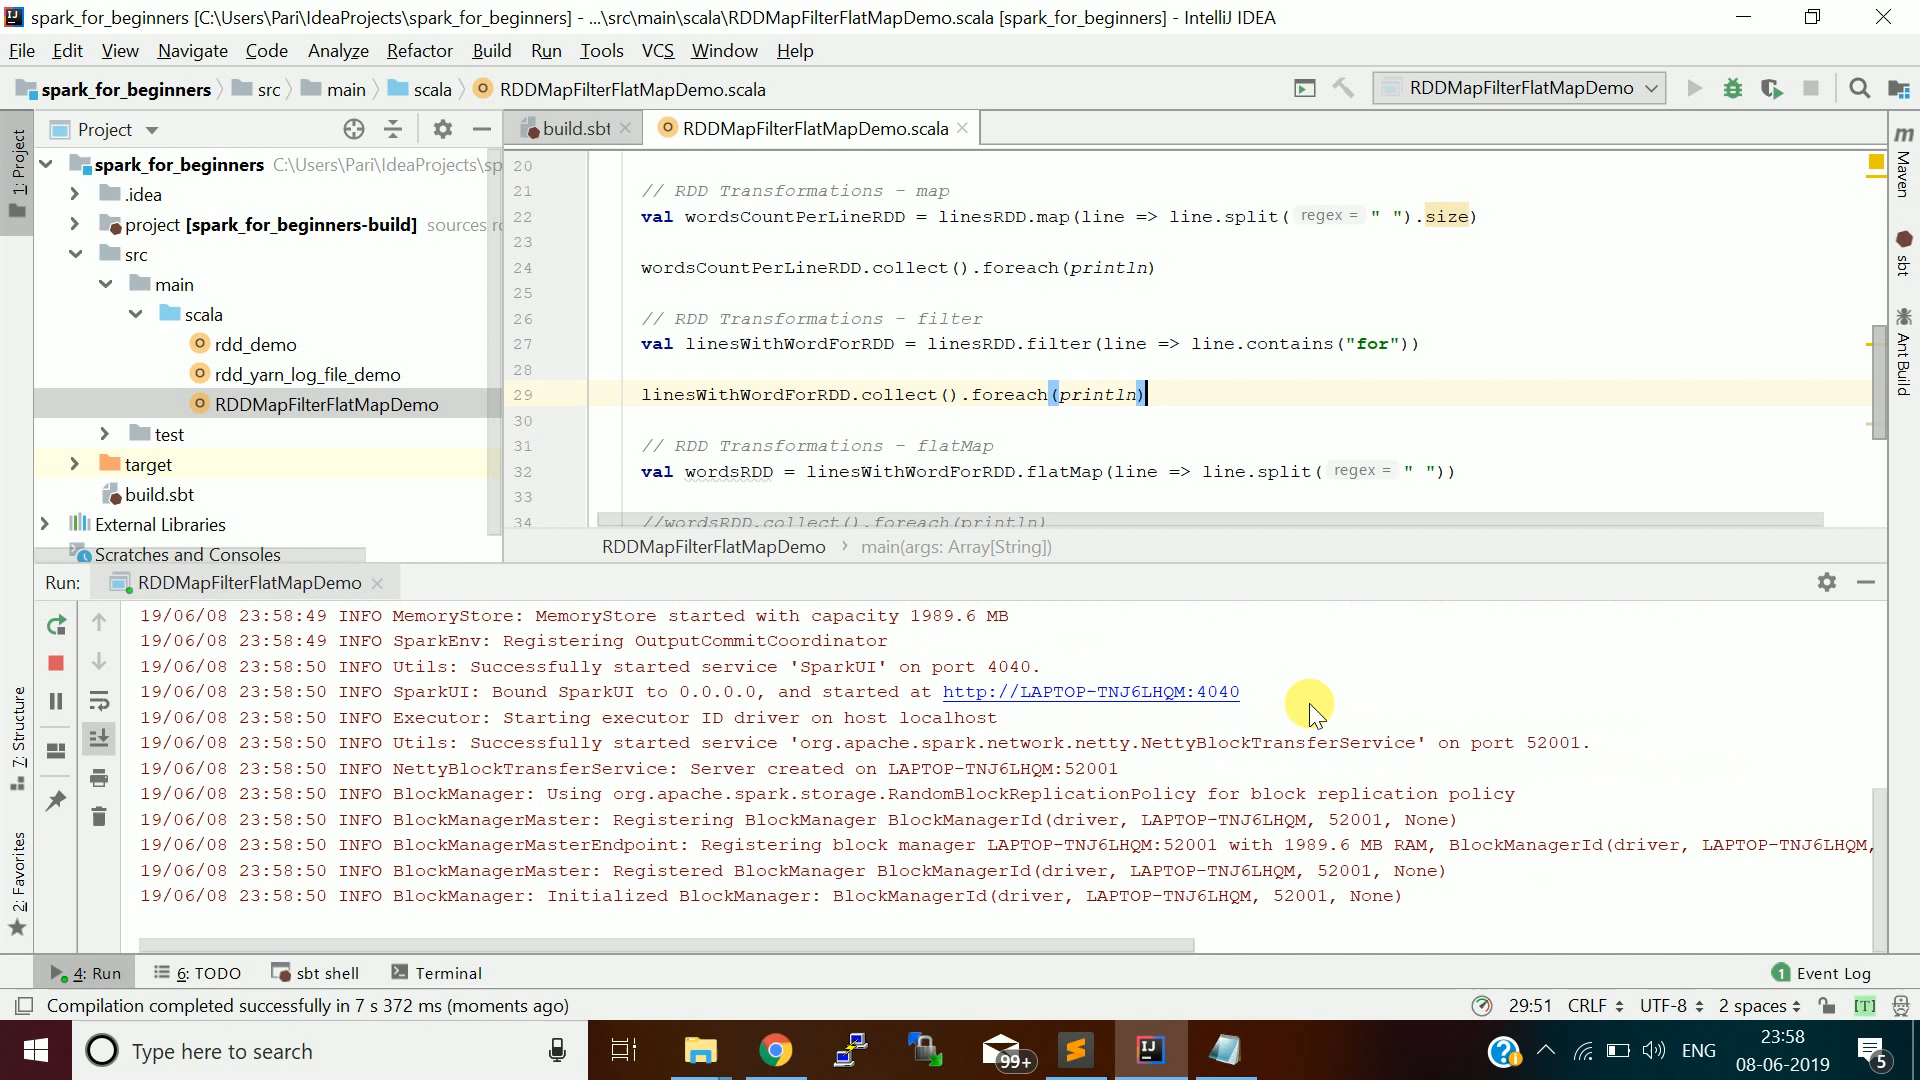 spark_for_beginners [C:\Users\Pari\IdeaProjects\spark_for_beginners] - ...\src\main\scala\RDDMapFilterFlatMapDemo.scala [spark_for_beginners] - IntelliJ IDEA
File Edit View Navigate Code Analyze Refactor Build Run Tools VCS Window Help
spark_for_beginners src main scala RDDMapFilterFlatMapDemo.scala RDDMapFilterFlatMapDemo
Project build.sbt RDDMapFilterFlatMapDemo.scala
1: Project
7: Structure
2: Favorites
Maven
sbt
Ant Build
spark_for_beginners C:\Users\Pari\IdeaProjects\sp
.idea
project [spark_for_beginners-build] sources
src
main
scala
rdd_demo
rdd_yarn_log_file_demo
RDDMapFilterFlatMapDemo
test
target
build.sbt
External Libraries
Scratches and Consoles
20
21 // RDD Transformations - map
22 val wordsCountPerLineRDD = linesRDD.map(line => line.split( regex = " ").size)
23
24 wordsCountPerLineRDD.collect().foreach(println)
25
26 // RDD Transformations - filter
27 val linesWithWordForRDD = linesRDD.filter(line => line.contains("for"))
28
29 linesWithWordForRDD.collect().foreach(println)
30
31 // RDD Transformations - flatMap
32 val wordsRDD = linesWithWordForRDD.flatMap(line => line.split( regex = " "))
33
34 //wordsRDD.collect().foreach(println)
RDDMapFilterFlatMapDemo main(args: Array[String])
Run: RDDMapFilterFlatMapDemo
19/06/08 23:58:49 INFO MemoryStore: MemoryStore started with capacity 1989.6 MB
19/06/08 23:58:49 INFO SparkEnv: Registering OutputCommitCoordinator
19/06/08 23:58:50 INFO Utils: Successfully started service 'SparkUI' on port 4040.
19/06/08 23:58:50 INFO SparkUI: Bound SparkUI to 0.0.0.0, and started at http://LAPTOP-TNJ6LHQM:4040
19/06/08 23:58:50 INFO Executor: Starting executor ID driver on host localhost
19/06/08 23:58:50 INFO Utils: Successfully started service 'org.apache.spark.network.netty.NettyBlockTransferService' on port 52001.
19/06/08 23:58:50 INFO NettyBlockTransferService: Server created on LAPTOP-TNJ6LHQM:52001
19/06/08 23:58:50 INFO BlockManager: Using org.apache.spark.storage.RandomBlockReplicationPolicy for block replication policy
19/06/08 23:58:50 INFO BlockManagerMaster: Registering BlockManager BlockManagerId(driver, LAPTOP-TNJ6LHQM, 52001, None)
19/06/08 23:58:50 INFO BlockManagerMasterEndpoint: Registering block manager LAPTOP-TNJ6LHQM:52001 with 1989.6 MB RAM, BlockManagerId(driver, LAPTOP-TNJ6LHQM,
19/06/08 23:58:50 INFO BlockManagerMaster: Registered BlockManager BlockManagerId(driver, LAPTOP-TNJ6LHQM, 52001, None)
19/06/08 23:58:50 INFO BlockManager: Initialized BlockManager: BlockManagerId(driver, LAPTOP-TNJ6LHQM, 52001, None)
4: Run 6: TODO sbt shell Terminal 1 Event Log
Compilation completed successfully in 7 s 372 ms (moments ago) 29:51 CRLF UTF-8 2 spaces [T]
Type here to search 99+ ENG 23:58
08-06-2019 5